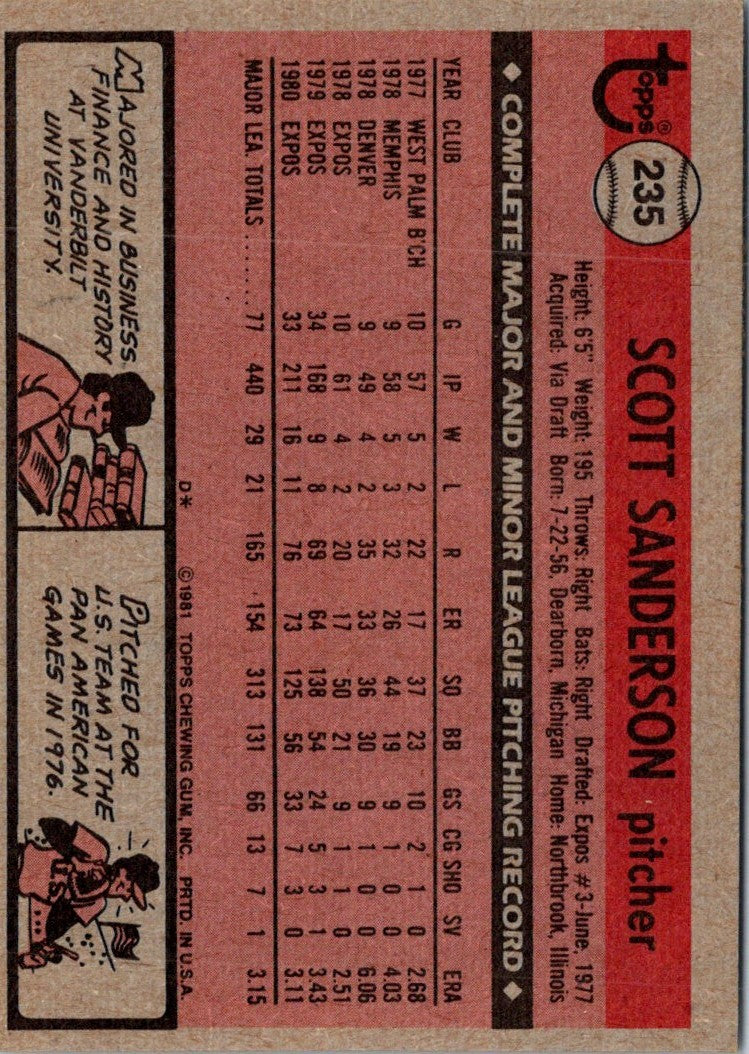 Topps®
235
SCOTT SANDERSON pitcher
Height: 6'5" Weight: 195 Throws: Right Bats: Right Drafted: Expos #3-June, 1977
Acquired: Via Draft Born: 7-22-56, Dearborn, Michigan Home: Northbrook, Illinois
◆ COMPLETE MAJOR AND MINOR LEAGUE PITCHING RECORD ◆
YEAR CLUB G IP W L R ER SO BB GS CG SHO SV ERA
1977 WEST PALM B'CH 10 57 5 2 22 17 37 23 10 2 1 0 2.68
1978 MEMPHIS 9 58 5 3 32 26 44 19 9 1 0 0 4.03
1978 DENVER 9 49 4 2 35 33 36 30 9 1 0 0 6.06
1978 EXPOS 10 61 4 2 20 17 50 21 9 1 1 0 2.51
1979 EXPOS 34 168 9 8 69 64 138 54 24 5 3 1 3.43
1980 EXPOS 33 211 16 11 76 73 125 56 33 7 3 0 3.11
MAJOR LEA. TOTALS ...... 77 440 29 21 165 154 313 131 66 13 7 1 3.15
D* ©1981 TOPPS CHEWING GUM, INC. PRTD. IN U.S.A.
MAJORED IN BUSINESS
FINANCE AND HISTORY
AT VANDERBILT
UNIVERSITY.
PITCHED FOR
U.S. TEAM AT THE
PAN AMERICAN
GAMES IN 1976.
US